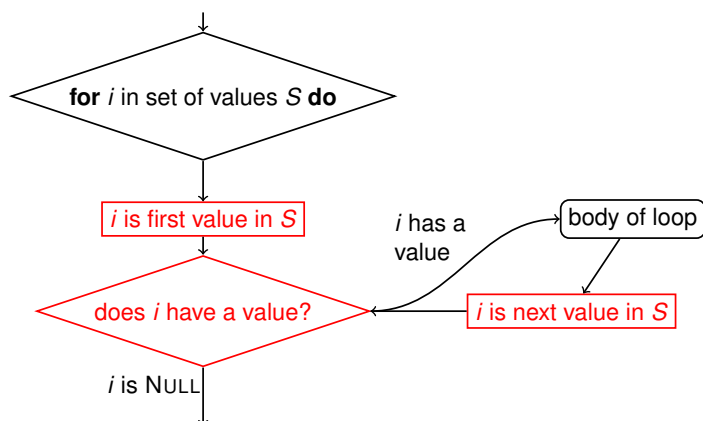 for i in set of values S do
i is first value in S
i has a
value
body of loop
does i have a value?
i is next value in S
i is NULL